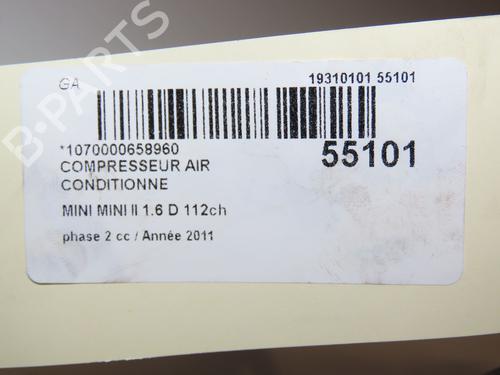 GA
19310101 55101
*1070000658960
55101
COMPRESSEUR AIR
CONDITIONNE
MINI MINI II 1.6 D 112ch
phase 2 cc / Année 2011
B-PARTS